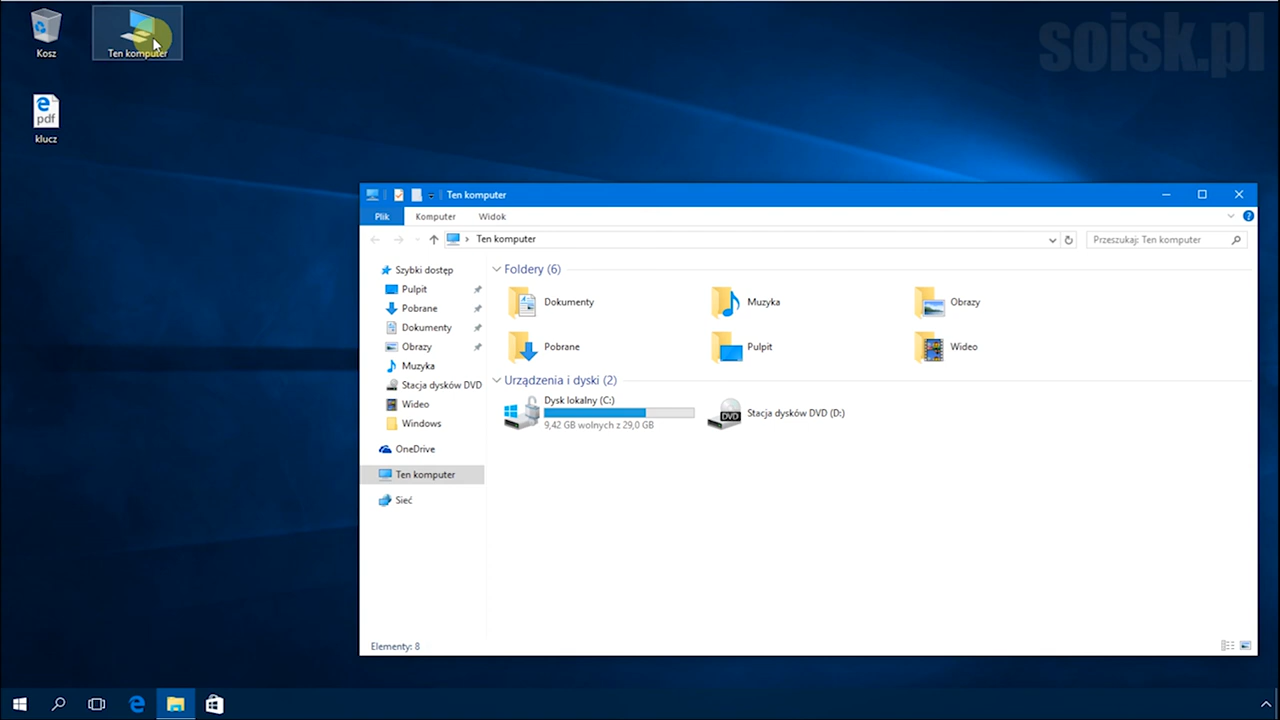 soisk.pl
Kosz
Ten komputer
pdf
klucz
Ten komputer
Plik Komputer Widok
Ten komputer
Przeszukaj: Ten komputer
Szybki dostęp
Pulpit
Pobrane
Dokumenty
Obrazy
Muzyka
Stacja dysków DVD
Wideo
Windows
OneDrive
Ten komputer
Sieć
Foldery (6)
Dokumenty Muzyka Obrazy
Pobrane Pulpit Wideo
Urządzenia i dyski (2)
Dysk lokalny (C:)
9,42 GB wolnych z 29,0 GB
DVD
Stacja dysków DVD (D:)
Elementy: 8